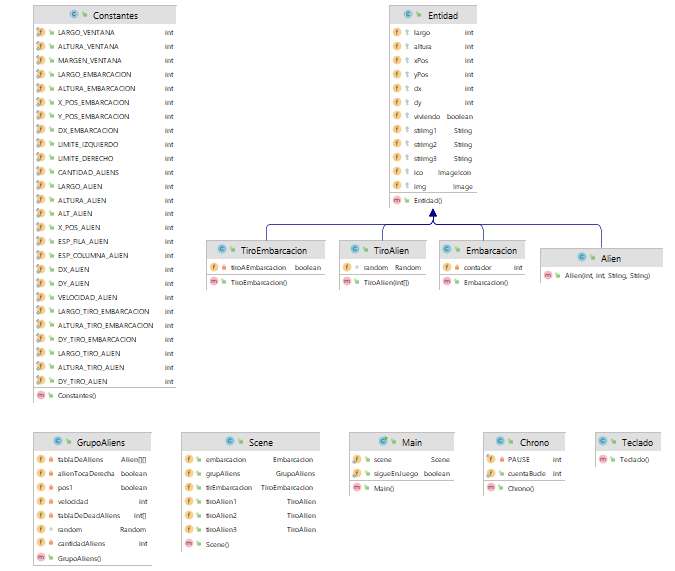 Constantes
LARGO_VENTANA int
ALTURA_VENTANA int
MARGEN_VENTANA int
LARGO_EMBARCACION int
ALTURA_EMBARCACION int
X_POS_EMBARCACION int
Y_POS_EMBARCACION int
DX_EMBARCACION int
LIMITE_IZQUIERDO int
LIMITE_DERECHO int
CANTIDAD_ALIENS int
LARGO_ALIEN int
ALTURA_ALIEN int
ALT_ALIEN int
X_POS_ALIEN int
ESP_FILA_ALIEN int
ESP_COLUMNA_ALIEN int
DX_ALIEN int
DY_ALIEN int
VELOCIDAD_ALIEN int
LARGO_TIRO_EMBARCACION int
ALTURA_TIRO_EMBARCACION int
DY_TIRO_EMBARCACION int
LARGO_TIRO_ALIEN int
ALTURA_TIRO_ALIEN int
DY_TIRO_ALIEN int
Constantes()
Entidad
largo int
altura int
xPos int
yPos int
dx int
dy int
viviendo boolean
strImg1 String
strImg2 String
strImg3 String
ico ImageIcon
img Image
Entidad()
TiroEmbarcacion
tiroAEmbarcacion boolean
TiroEmbarcacion()
TiroAlien
random Random
TiroAlien(int[])
Embarcacion
contador int
Embarcacion()
Alien
Alien(int, int, String, String)
GrupoAliens
tablaDeAliens Alien[][]
alienTocaDerecha boolean
pos1 boolean
velocidad int
tablaDeDeadAliens int[]
random Random
cantidadAliens int
GrupoAliens()
Scene
embarcacion Embarcacion
grupAliens GrupoAliens
tirEmbarcacion TiroEmbarcacion
tiroAlien1 TiroAlien
tiroAlien2 TiroAlien
tiroAlien3 TiroAlien
Scene()
Main
scene Scene
sigueEnJuego boolean
Main()
Chrono
PAUSE int
cuentaBucle int
Chrono()
Teclado
Teclado()